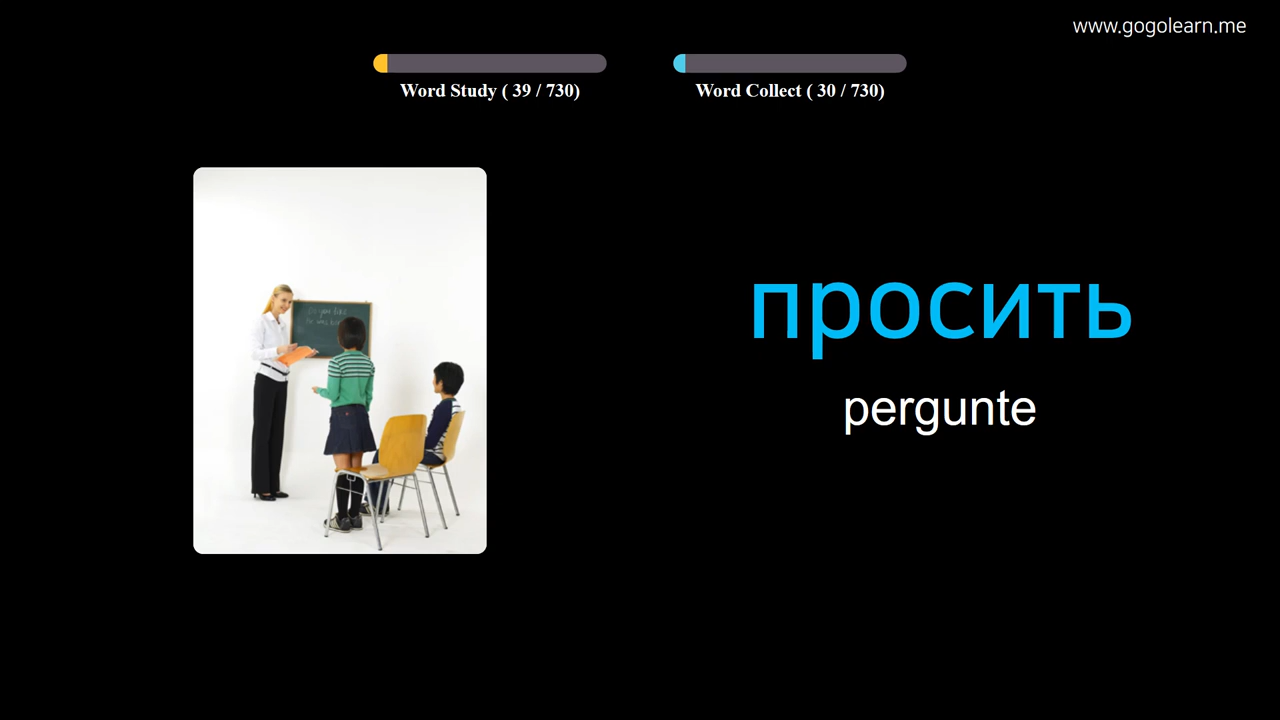 www.gogolearn.me
Word Study ( 39 / 730)
Word Collect ( 30 / 730)
просить
pergunte